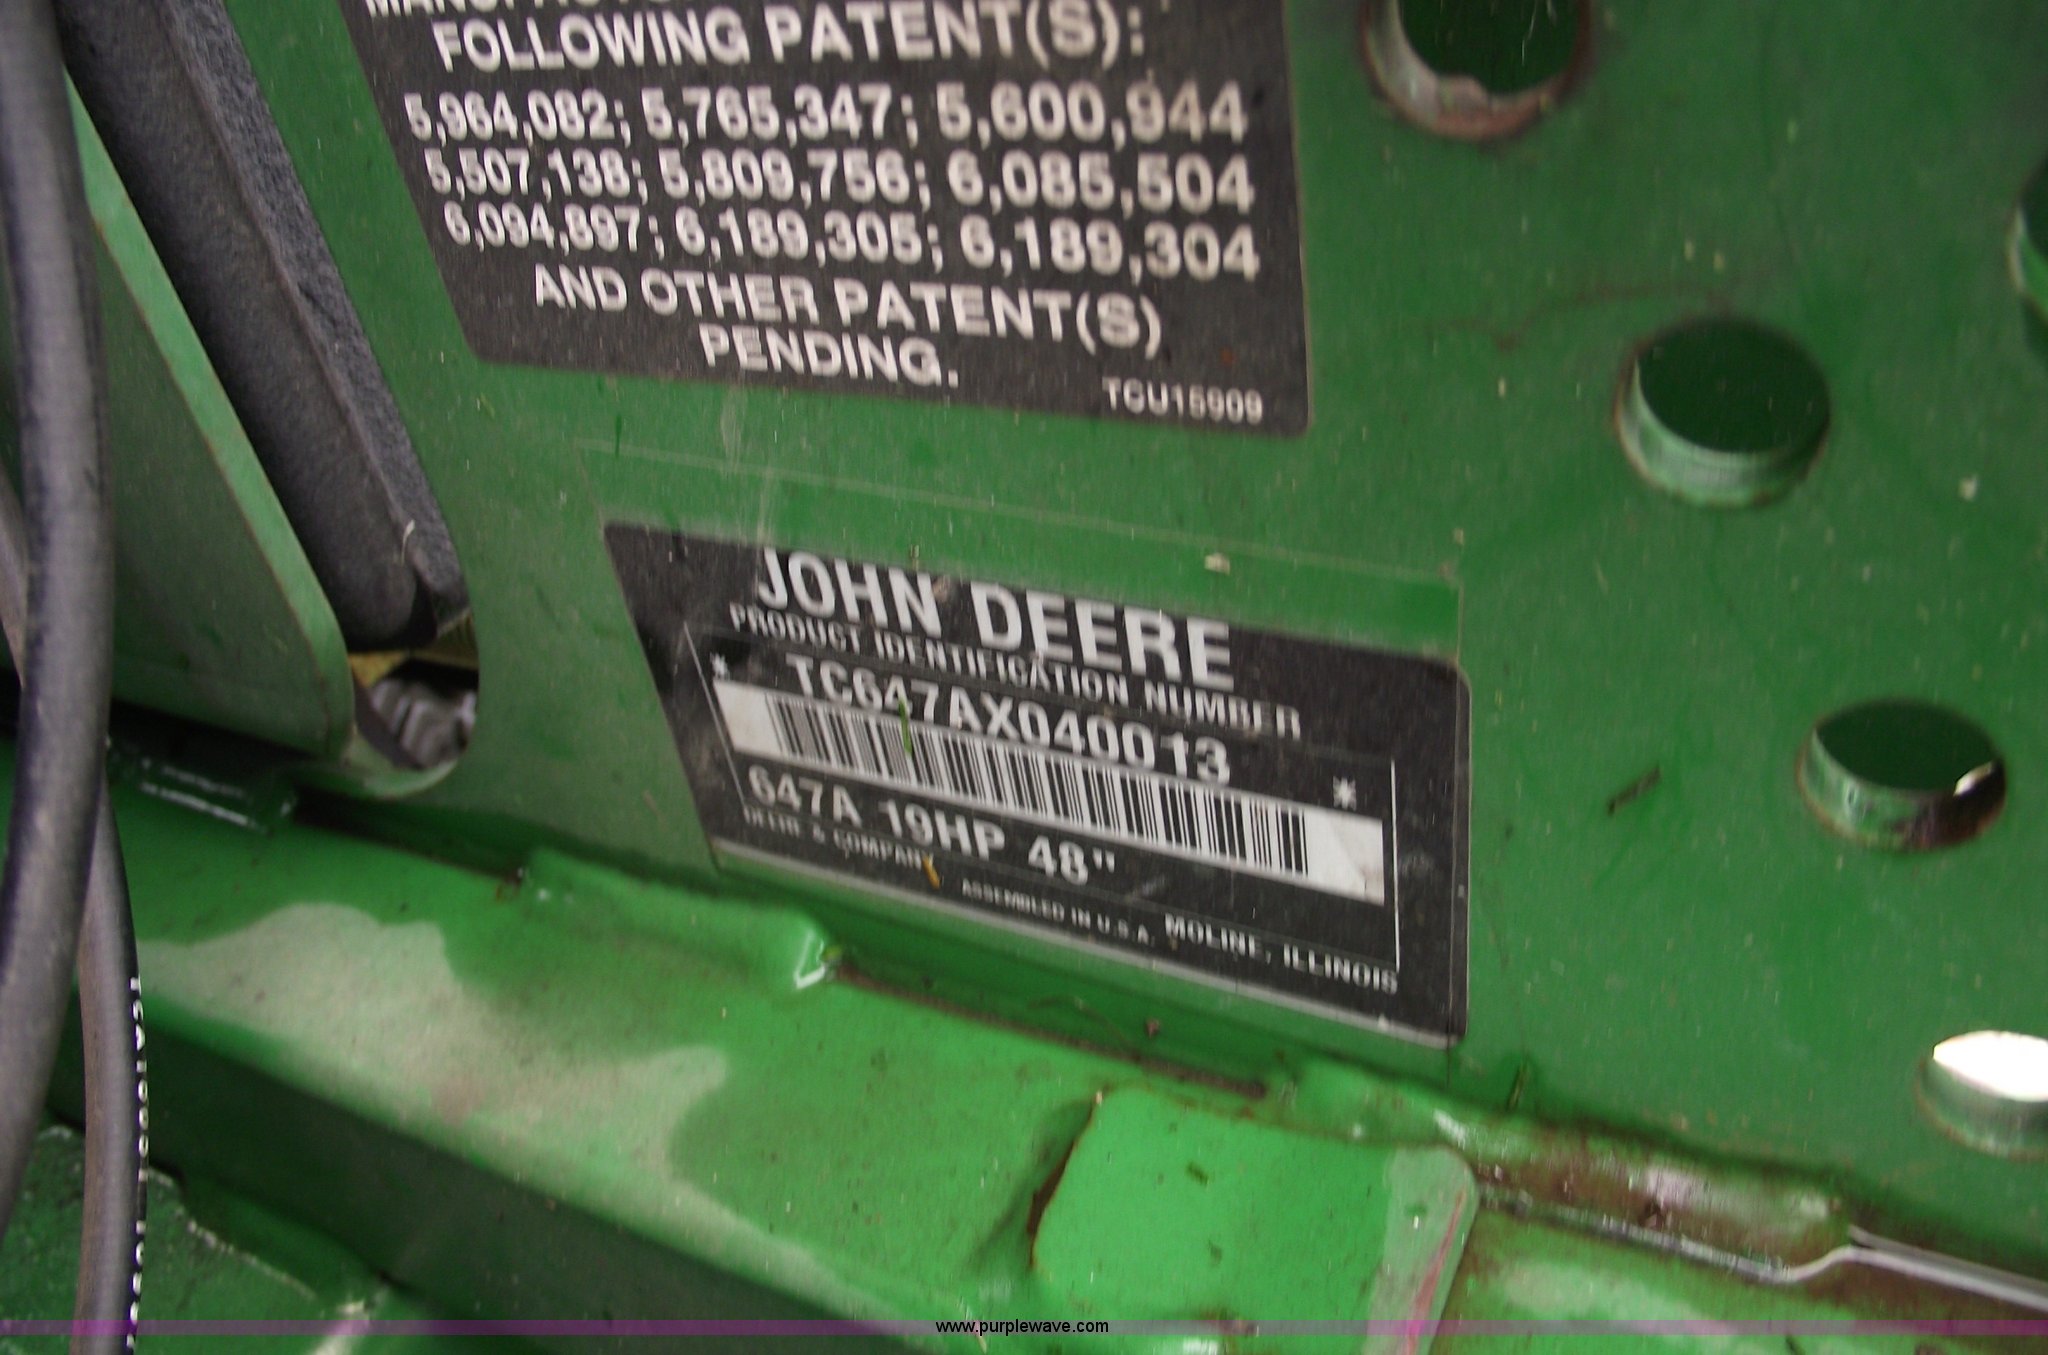 FOLLOWING PATENT(S):
5,964,082; 5,765,347; 5,600,944
5,507,138; 5,809,756; 6,085,504
6,094,897; 6,189,305; 6,189,304
AND OTHER PATENT(S)
PENDING.
TCU15909
JOHN DEERE
PRODUCT IDENTIFICATION NUMBER
* TC647AX040013 *
647A 19HP 48"
DEERE & COMPANY MOLINE, ILLINOIS
ASSEMBLED IN U.S.A.
www.purplewave.com